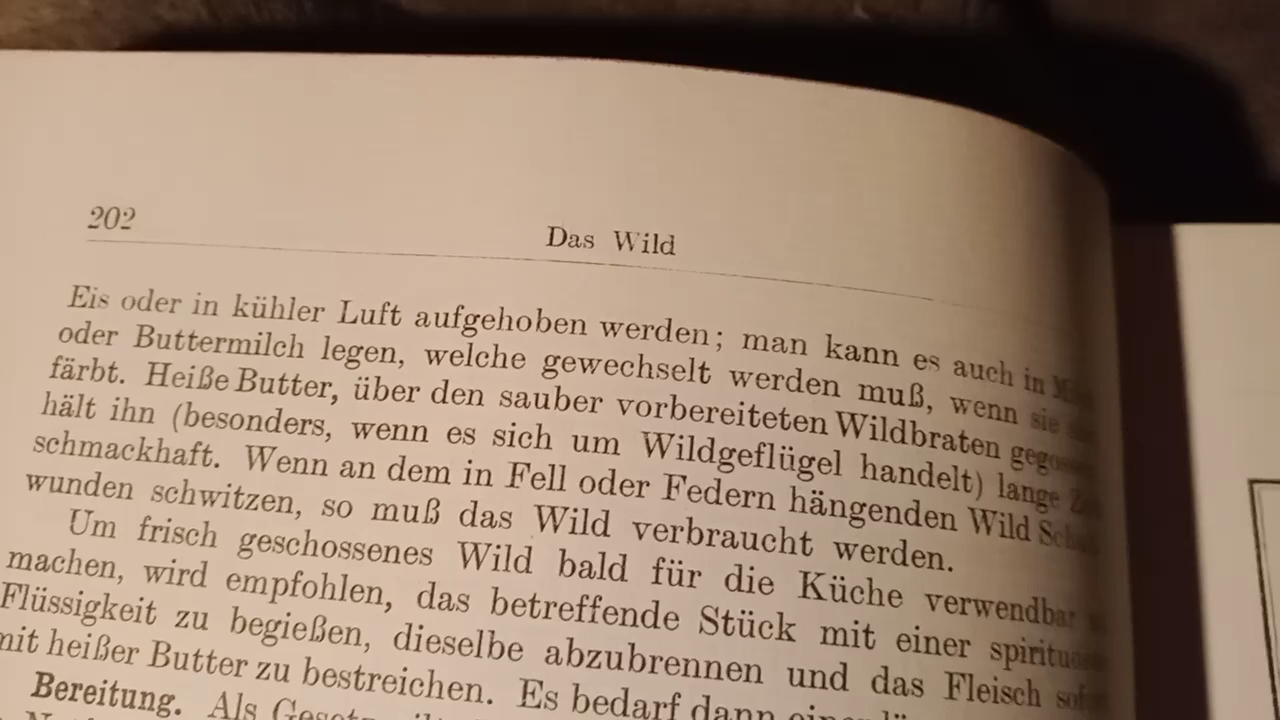 202
Das Wild
Eis oder in kühler Luft aufgehoben werden; man kann es auch in
oder Buttermilch legen, welche gewechselt werden muß, wenn sie
färbt. Heiße Butter, über den sauber vorbereiteten Wildbraten
hält ihn (besonders, wenn es sich um Wildgeflügel handelt) lange
schmackhaft. Wenn an dem in Fell oder Federn hängenden Wild
wunden schwitzen, so muß das Wild verbraucht werden.
Um frisch geschossenes Wild bald für die Küche verwendbar
machen, wird empfohlen, das betreffende Stück mit einer
Flüssigkeit zu begießen, dieselbe abzubrennen und das Fleisch
mit heißer Butter zu bestreichen. Es bedarf dann
Bereitung. Als